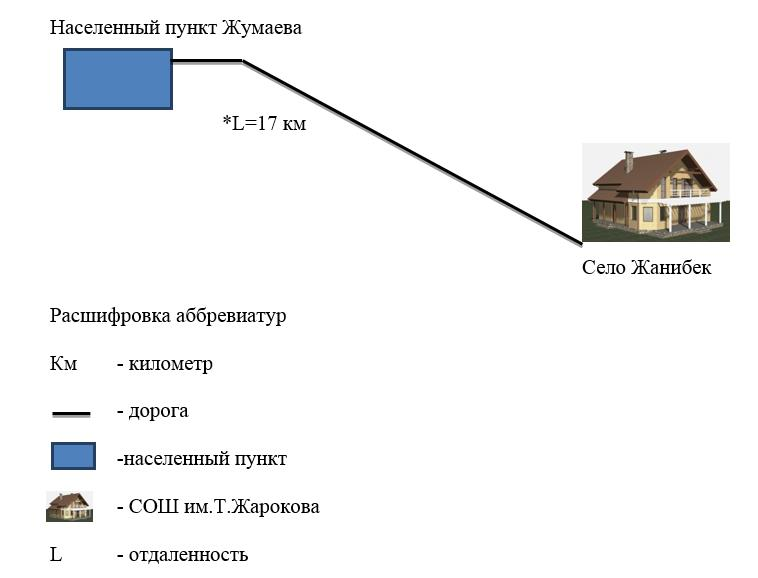 Населенный пункт Жумаева
*L=17 км
Село Жанибек
Расшифровка аббревиатур
Км - километр
- дорога
-населенный пункт
- СОШ им.Т.Жарокова
L - отдаленность